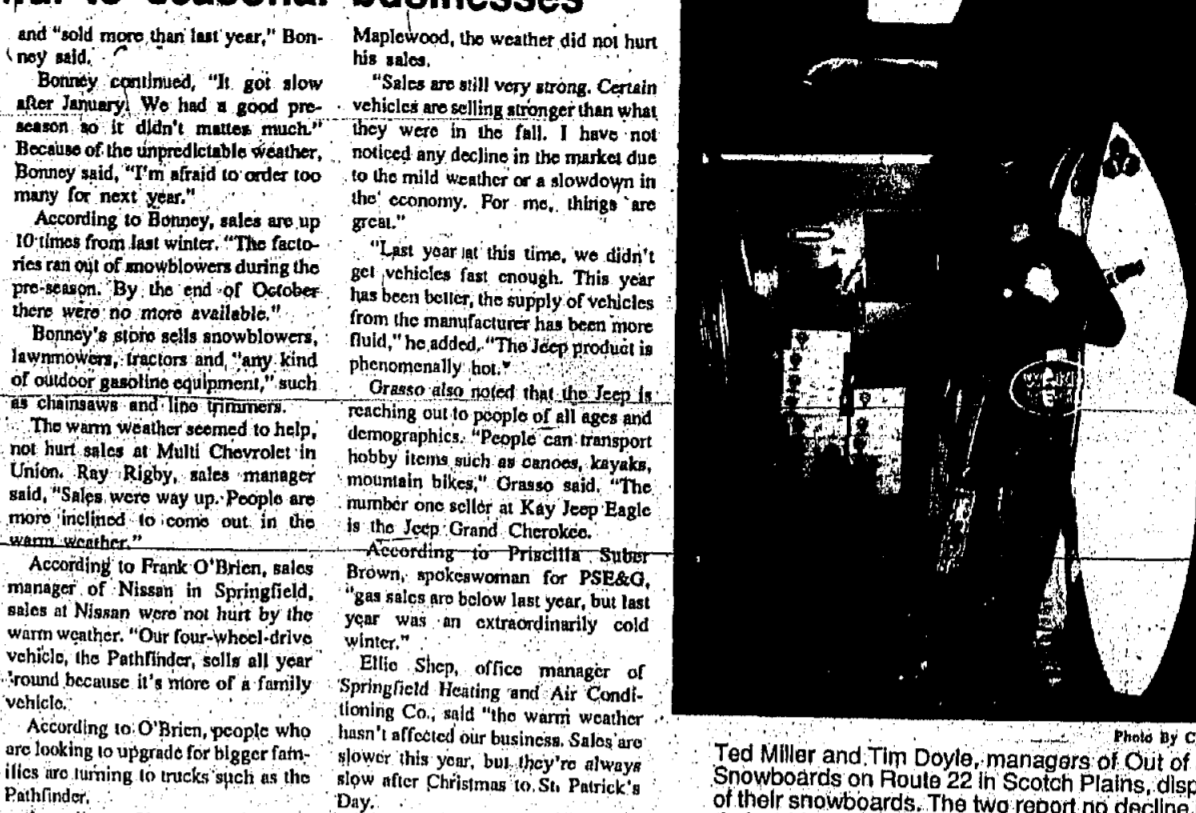 to seasonal businesses
and "sold more than last year," Bon-
ney said.
Bonney continued, "It got slow
after January. We had a good pre-
season so it didn't mattes much."
Because of the unpredictable weather,
Bonney said, "I'm afraid to order too
many for next year."
According to Bonney, sales are up
10 times from last winter. "The facto-
ries ran out of snowblowers during the
pre-season. By the end of October
there were no more available."
Bonney's store sells snowblowers,
lawnmowers, tractors and, "any kind
of outdoor gasoline equipment," such
as chainsaws and line trimmers.
The warm weather seemed to help,
not hurt sales at Multi Chevrolet in
Union. Ray Rigby, sales manager
said, "Sales were way up. People are
more inclined to come out in the
warm weather."
According to Frank O'Brien, sales
manager of Nissan in Springfield,
sales at Nissan were not hurt by the
warm weather. "Our four-wheel-drive
vehicle, the Pathfinder, sells all year
'round because it's more of a family
vehicle.
According to O'Brien, people who
are looking to upgrade for bigger fam-
ilies are turning to trucks such as the
Pathfinder.
Maplewood, the weather did not hurt
his sales.
"Sales are still very strong. Certain
vehicles are selling stronger than what
they were in the fall. I have not
noticed any decline in the market due
to the mild weather or a slowdown in
the economy. For me, things are
great."
"Last year at this time, we didn't
get vehicles fast enough. This year
has been better, the supply of vehicles
from the manufacturer has been more
fluid," he added. "The Jeep product is
phenomenally hot."
Grasso also noted that the Jeep is
reaching out to people of all ages and
demographics. "People can transport
hobby items such as canoes, kayaks,
mountain bikes," Grasso said, "The
number one seller at Kay Jeep Eagle
is the Jeep Grand Cherokee.
According to Priscilla Suber
Brown, spokeswoman for PSE&G,
"gas sales are below last year, but last
year was an extraordinarily cold
winter."
Ellie Shep, office manager of
Springfield Heating and Air Condi-
tioning Co., said "the warm weather
hasn't affected our business. Sales are
slower this year, but they're always
slow after Christmas to St. Patrick's
Day.
Photo By C
Ted Miller and Tim Doyle, managers of Out of
Snowboards on Route 22 in Scotch Plains, disp
of their snowboards. The two report no decline